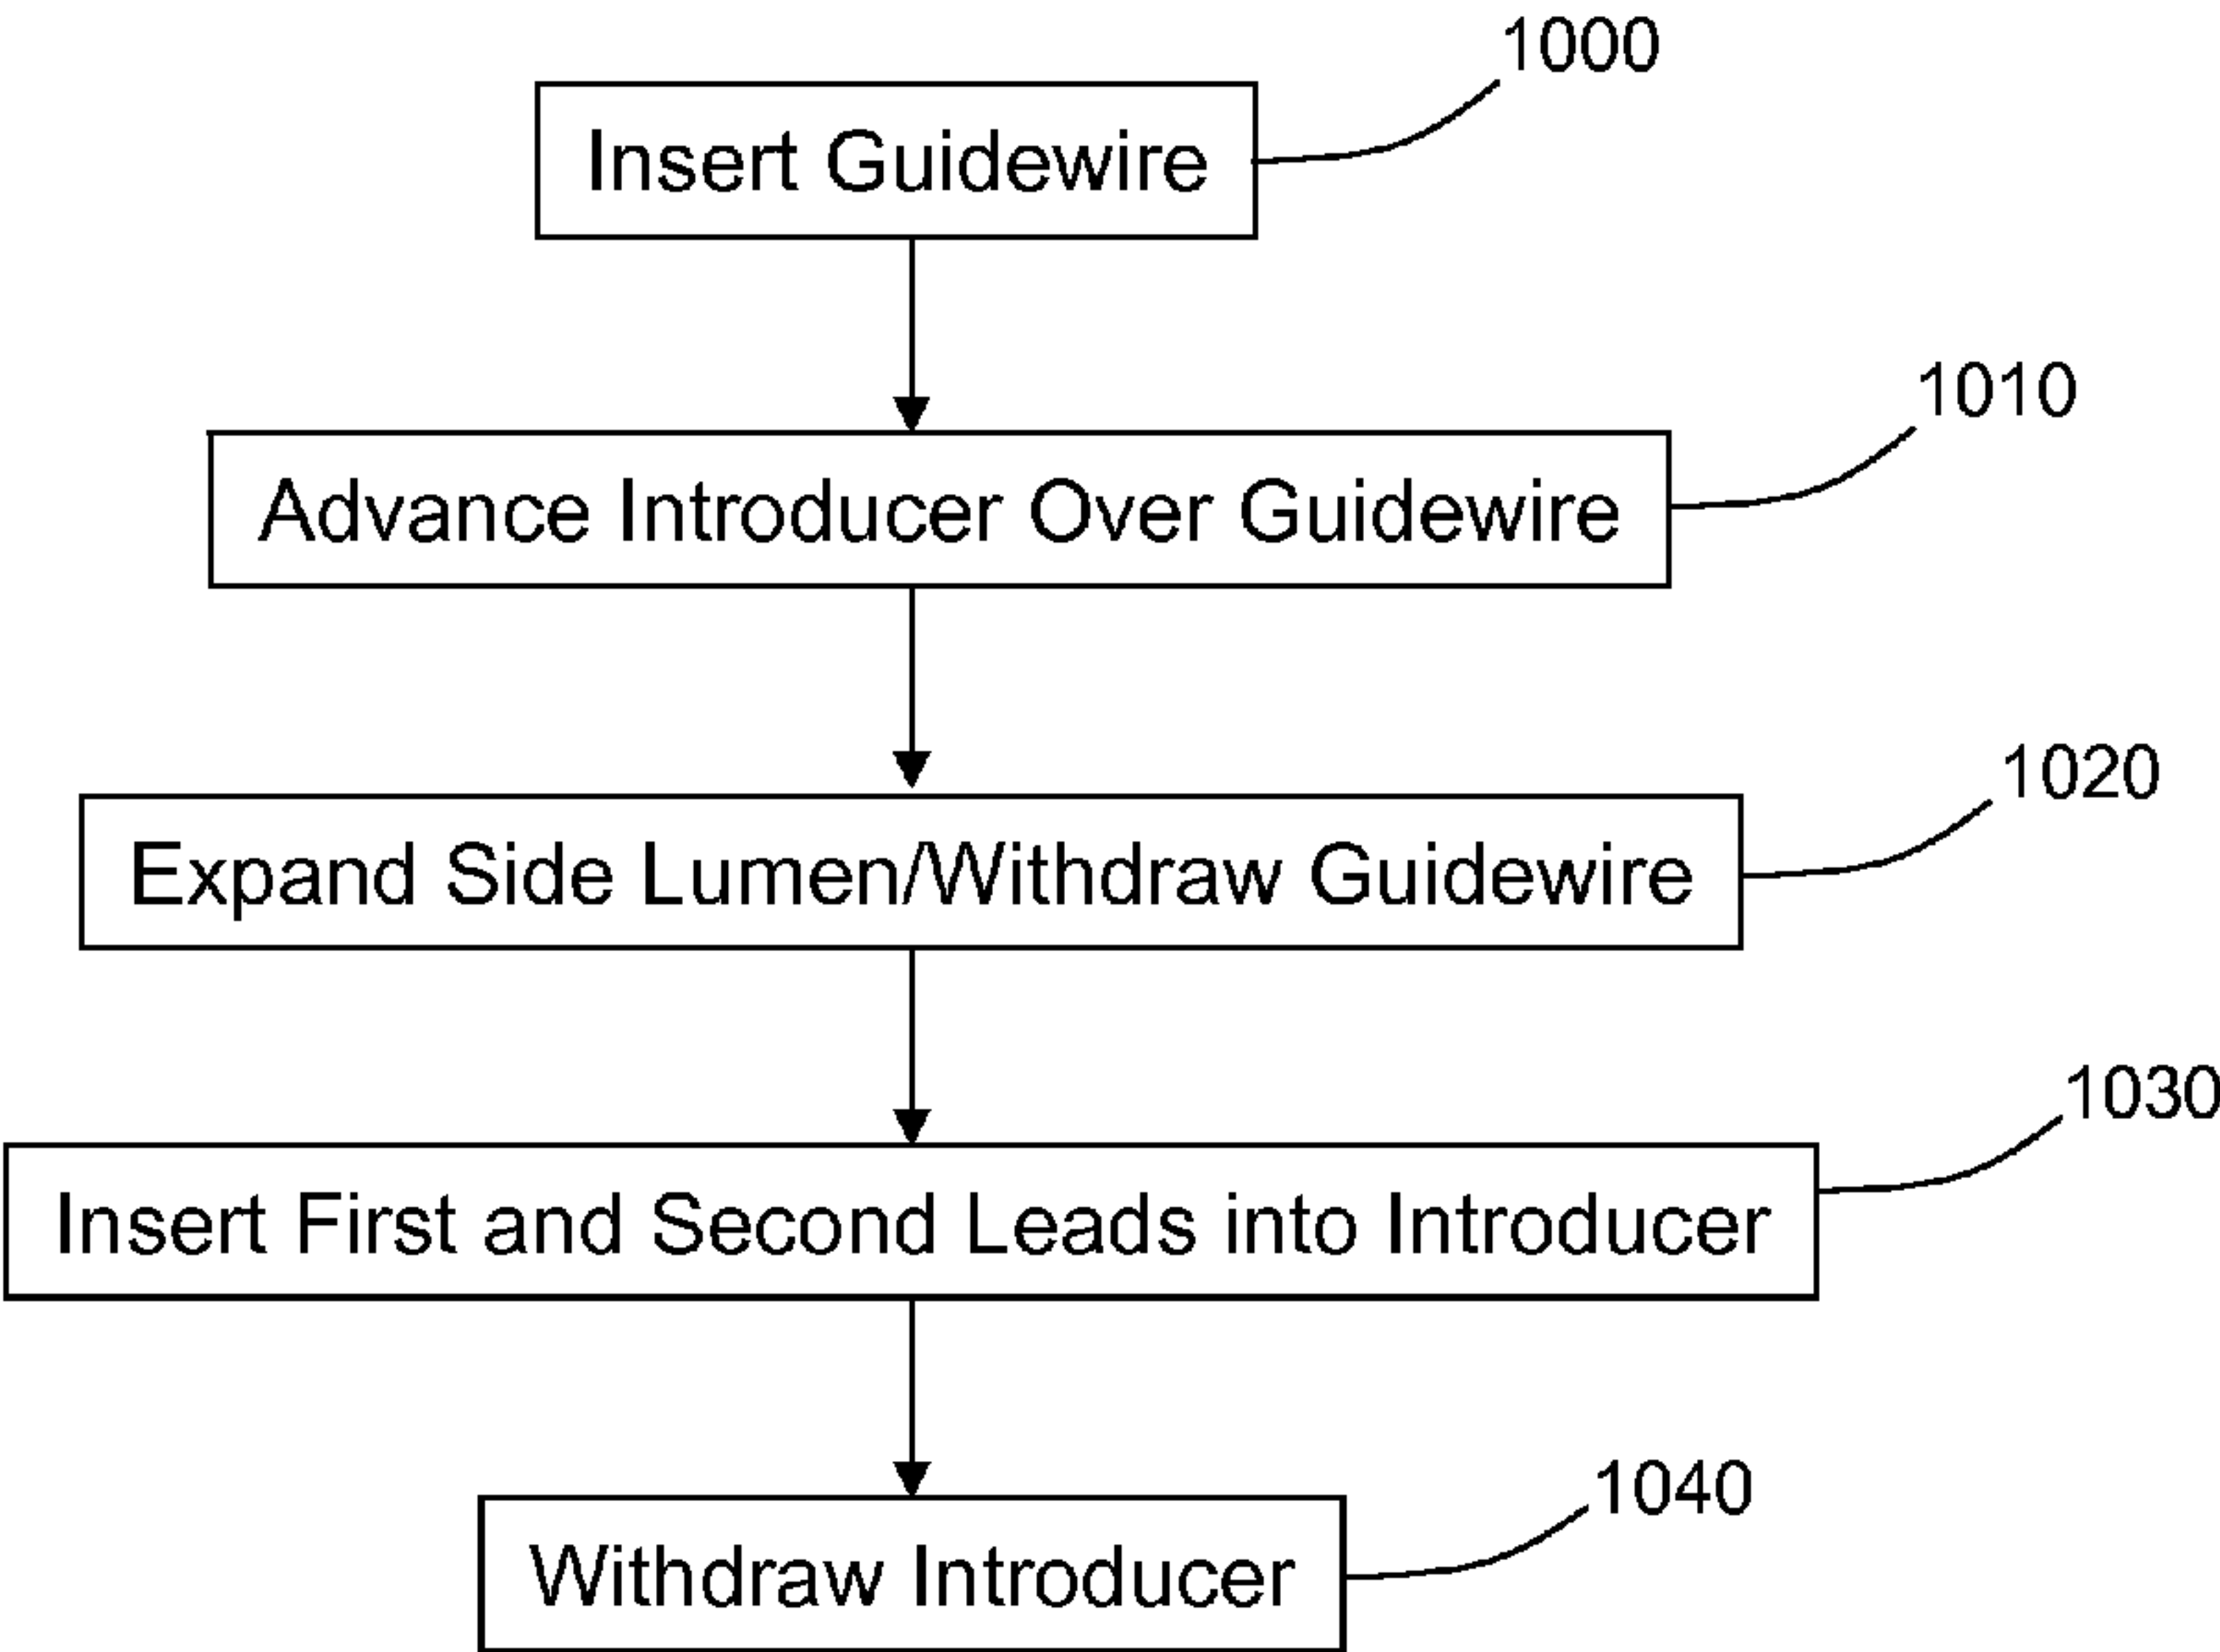 1000
Insert Guidewire
1010
Advance Introducer Over Guidewire
1020
Expand Side Lumen/Withdraw Guidewire
1030
Insert First and Second Leads into Introducer
1040
Withdraw Introducer